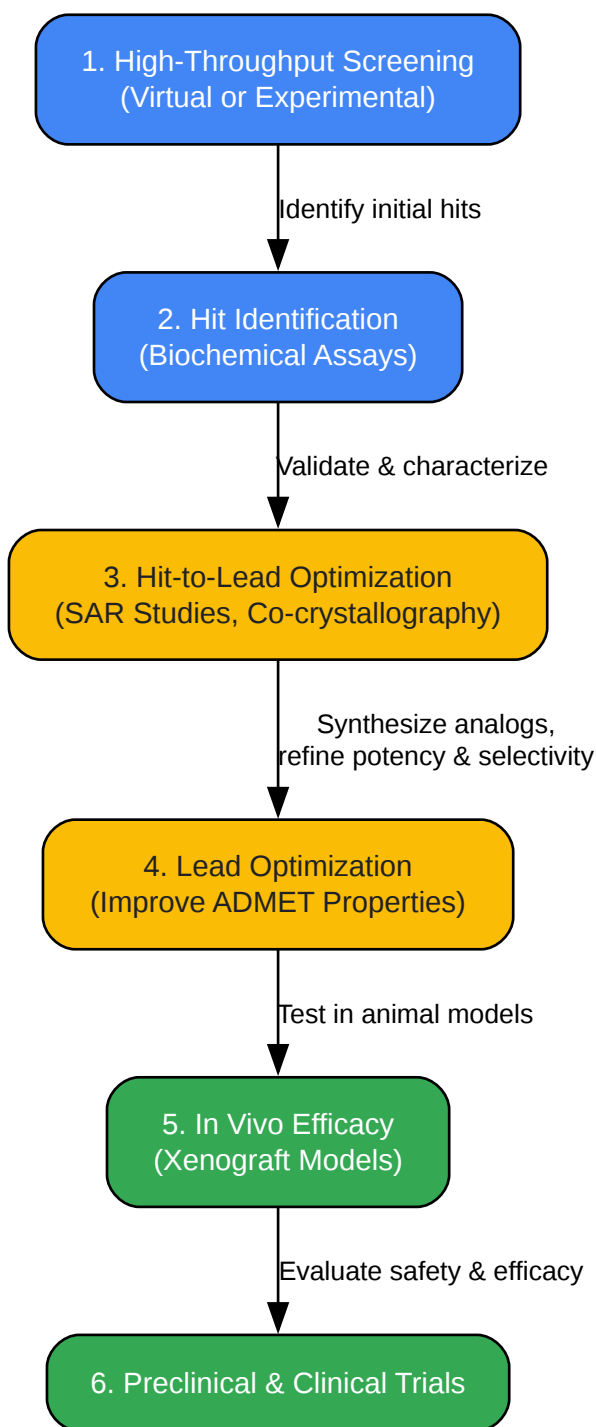 1. High-Throughput Screening
(Virtual or Experimental)
Identify initial hits
2. Hit Identification
(Biochemical Assays)
Validate & characterize
3. Hit-to-Lead Optimization
(SAR Studies, Co-crystallography)
Synthesize analogs,
refine potency & selectivity
4. Lead Optimization
(Improve ADMET Properties)
Test in animal models
5. In Vivo Efficacy
(Xenograft Models)
Evaluate safety & efficacy
6. Preclinical & Clinical Trials